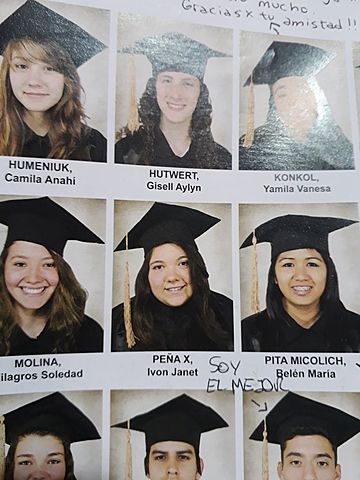 mucho.
Gracias x tu amistad!!
HUMENIUK,
Camila Anahí
HUTWERT,
Gisell Aylyn
KONKOL,
Yamila Vanesa
MOLINA,
ilagros Soledad
PEÑA X,
Ivon Janet
PITA MICOLICH,
Belén María
SOY
EL MEJOR